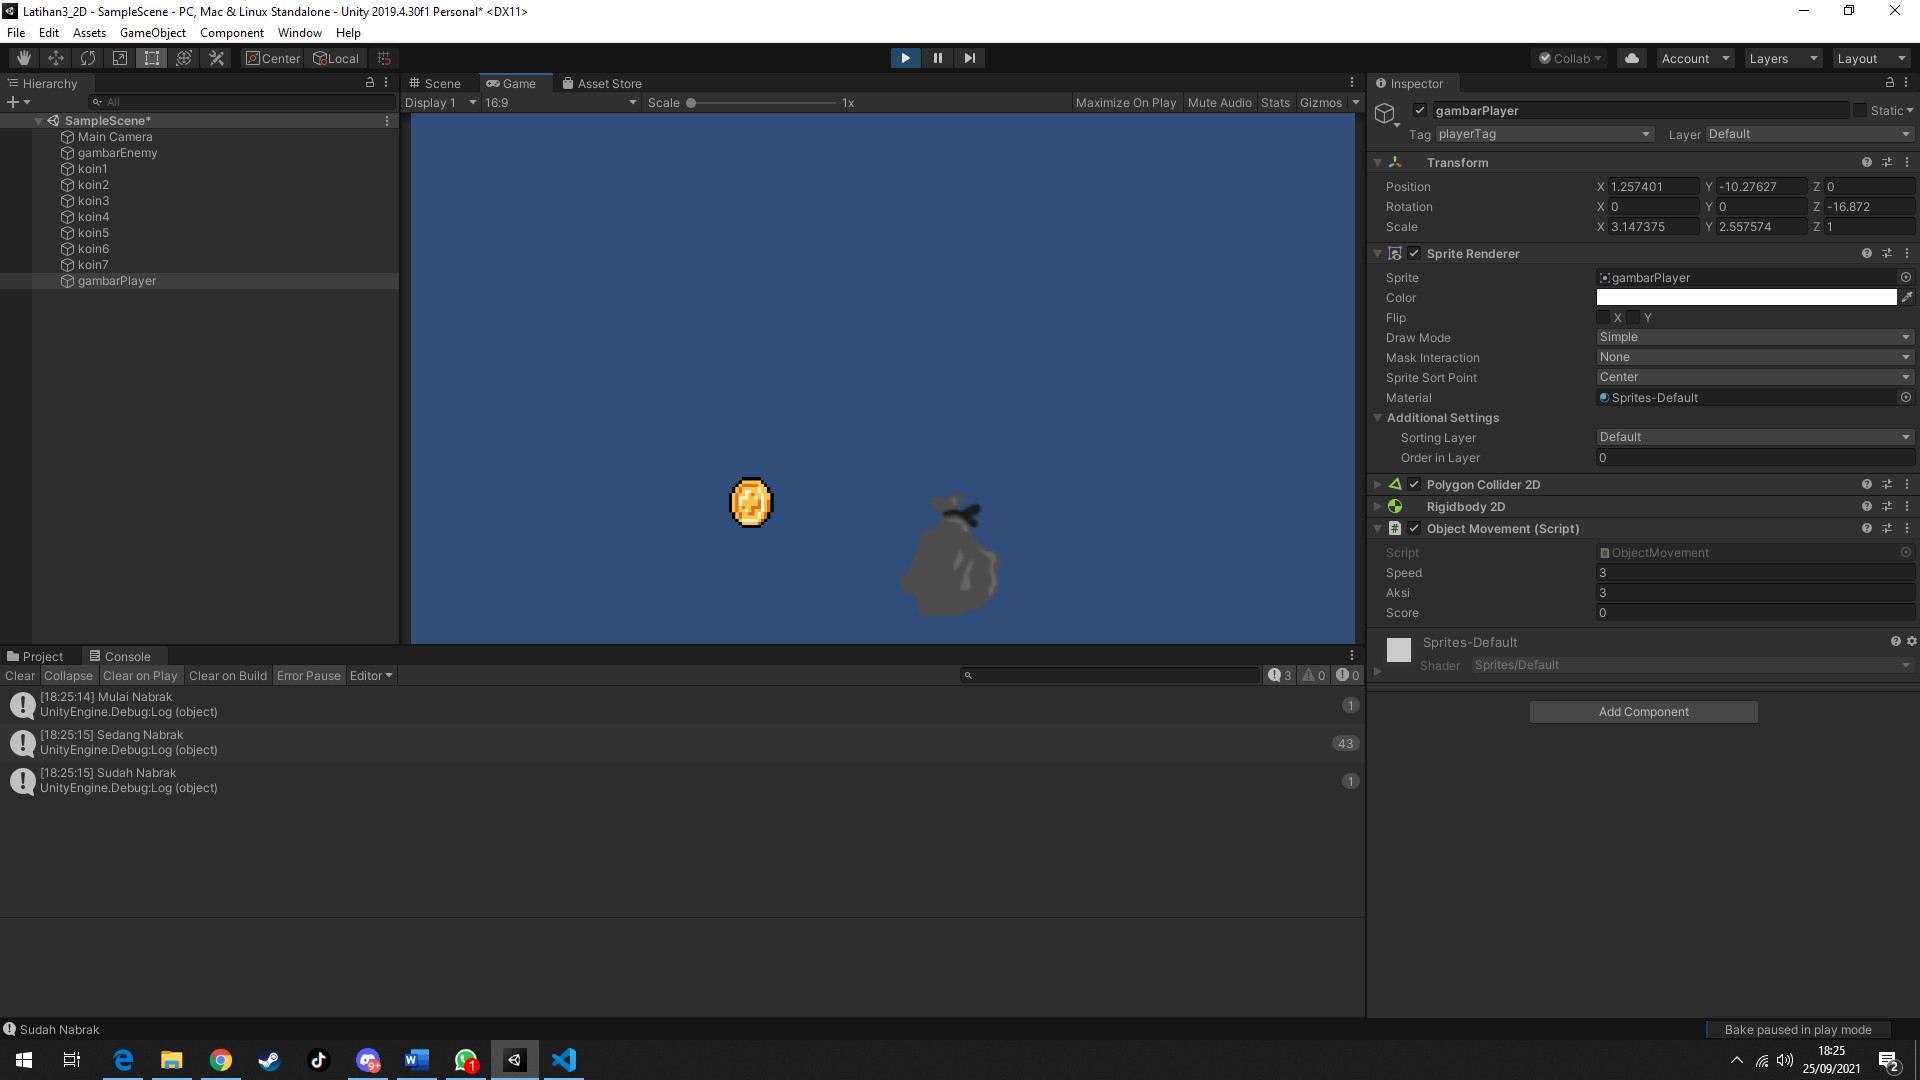 Latihan3_2D - SampleScene - PC, Mac & Linux Standalone - Unity 2019.4.30f1 Personal* <DX11>
File Edit Assets GameObject Component Window Help
Center Local Collab Account Layers Layout
Hierarchy
All
SampleScene*
Main Camera
gambarEnemy
koin1
koin2
koin3
koin4
koin5
koin6
koin7
gambarPlayer
Scene Game Asset Store
Display 1 16:9 Scale 1x Maximize On Play Mute Audio Stats Gizmos
Inspector
gambarPlayer Static
Tag playerTag Layer Default
Transform
Position X 1.257401 Y -10.27627 Z 0
Rotation X 0 Y 0 Z -16.872
Scale X 3.147375 Y 2.557574 Z 1
Sprite Renderer
Sprite gambarPlayer
Color
Flip X Y
Draw Mode Simple
Mask Interaction None
Sprite Sort Point Center
Material Sprites-Default
Additional Settings
Sorting Layer Default
Order in Layer 0
Polygon Collider 2D
Rigidbody 2D
Object Movement (Script)
Script ObjectMovement
Speed 3
Aksi 3
Score 0
Sprites-Default
Shader Sprites/Default
Add Component
Project Console
Clear Collapse Clear on Play Clear on Build Error Pause Editor 3 0 0
[18:25:14] Mulai Nabrak
UnityEngine.Debug:Log (object)
1
[18:25:15] Sedang Nabrak
UnityEngine.Debug:Log (object)
43
[18:25:15] Sudah Nabrak
UnityEngine.Debug:Log (object)
1
Sudah Nabrak
Bake paused in play mode
9+
1
18:25
25/09/2021
2